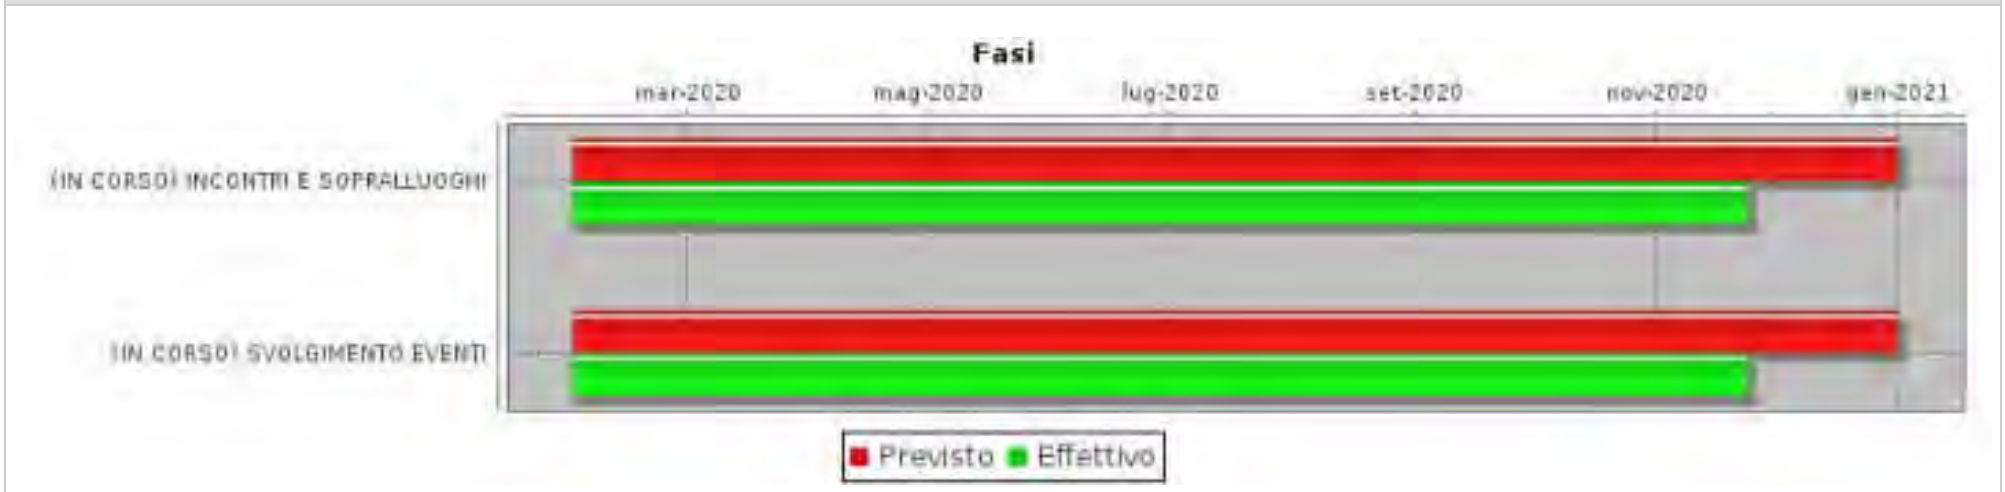 Fasi
mar-2020 mag-2020 lug-2020 set-2020 nov-2020 gen-2021
(IN CORSO) INCONTRI E SOPRALLUOGHI
(IN CORSO) SVOLGIMENTO EVENTI
Previsto Effettivo